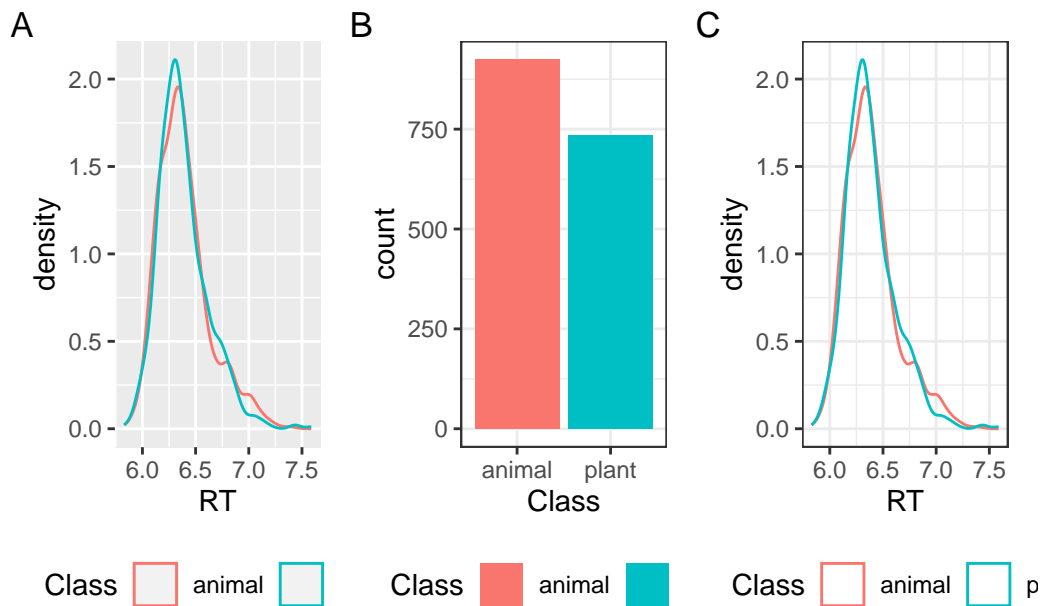 A
density
2.0
1.5
1.0
0.5
0.0
6.0 6.5 7.0 7.5
RT
Class animal
B
count
750
500
250
0
animal plant
Class
Class animal
C
density
2.0
1.5
1.0
0.5
0.0
6.0 6.5 7.0 7.5
RT
Class animal p